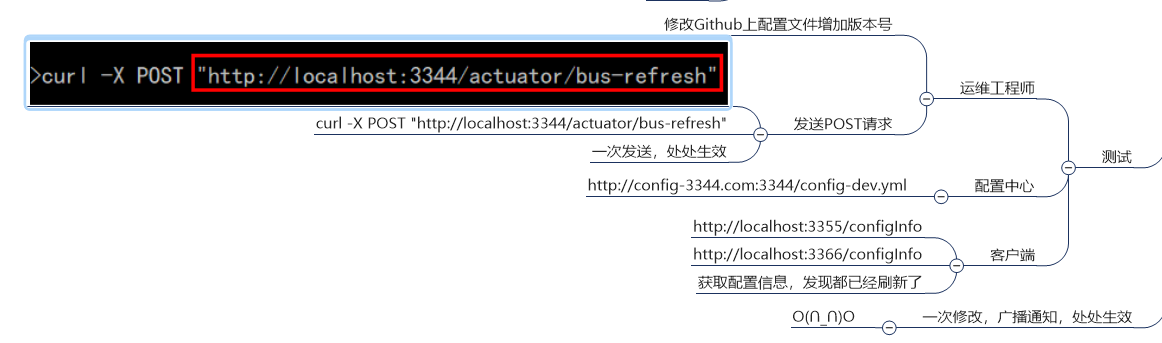 修改Github上配置文件增加版本号
>curl -X POST "http://localhost:3344/actuator/bus-refresh"
运维工程师
curl -X POST "http://localhost:3344/actuator/bus-refresh"
发送POST请求
一次发送，处处生效
测试
http://config-3344.com:3344/config-dev.yml
配置中心
http://localhost:3355/configInfo
http://localhost:3366/configInfo
客户端
获取配置信息，发现都已经刷新了
O(∩_∩)O
一次修改，广播通知，处处生效